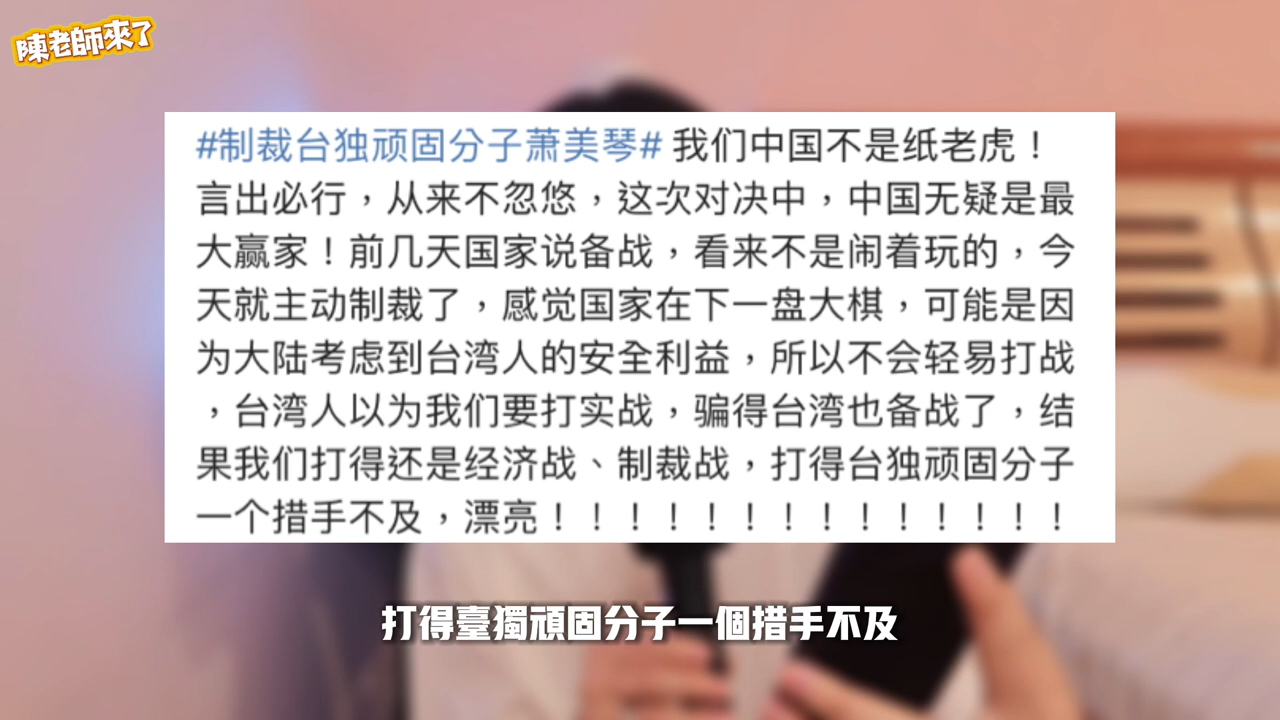 陳老師來了
#制裁台独顽固分子萧美琴# 我们中国不是纸老虎！
言出必行，从来不忽悠，这次对决中，中国无疑是最
大赢家！前几天国家说备战，看来不是闹着玩的，今
天就主动制裁了，感觉国家在下一盘大棋，可能是因
为大陆考虑到台湾人的安全利益，所以不会轻易打战
，台湾人以为我们要打实战，骗得台湾也备战了，结
果我们打得还是经济战、制裁战，打得台独顽固分子
一个措手不及，漂亮！！！！！！！！！！！！！！
打得臺獨頑固分子一個措手不及